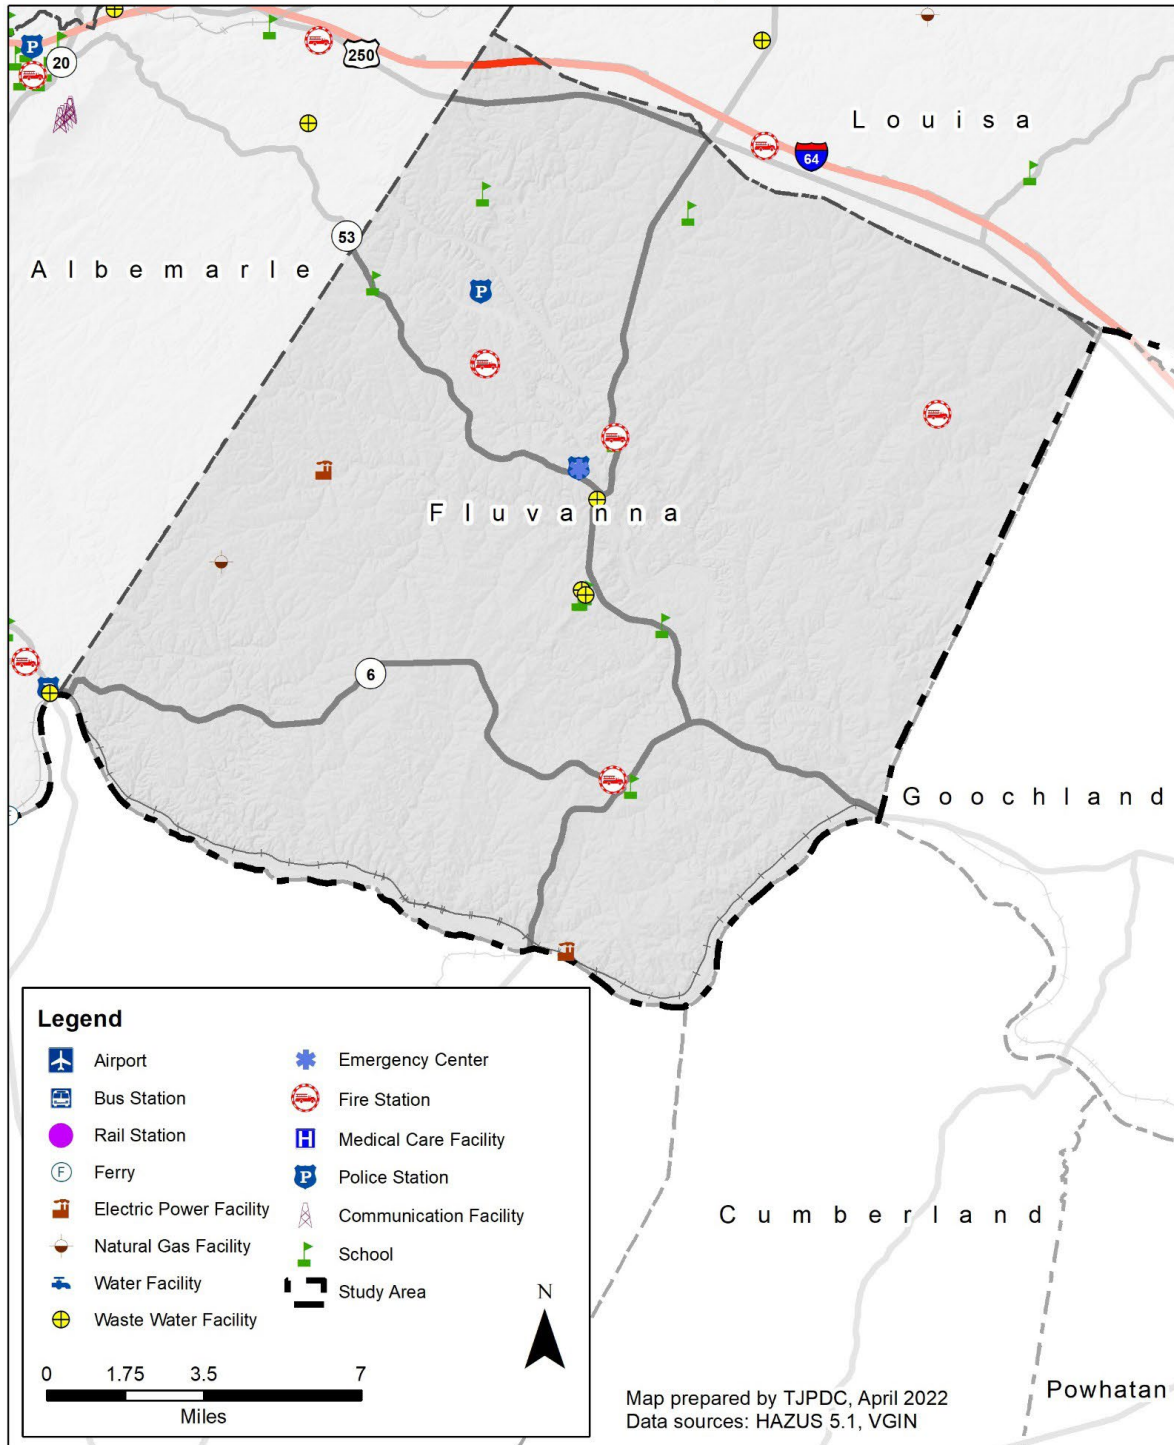 P
20
250
Louisa
64
53
Albemarle
P
Fluvanna
6
Goochland
F
Legend
Airport
Bus Station
Rail Station
F
Ferry
Electric Power Facility
Natural Gas Facility
Water Facility
Waste Water Facility
Emergency Center
Fire Station
H
Medical Care Facility
P
Police Station
Communication Facility
School
Study Area
N
0 1.75 3.5 7
Miles
Cumberland
Powhatan
Map prepared by TJPDC, April 2022
Data sources: HAZUS 5.1, VGIN